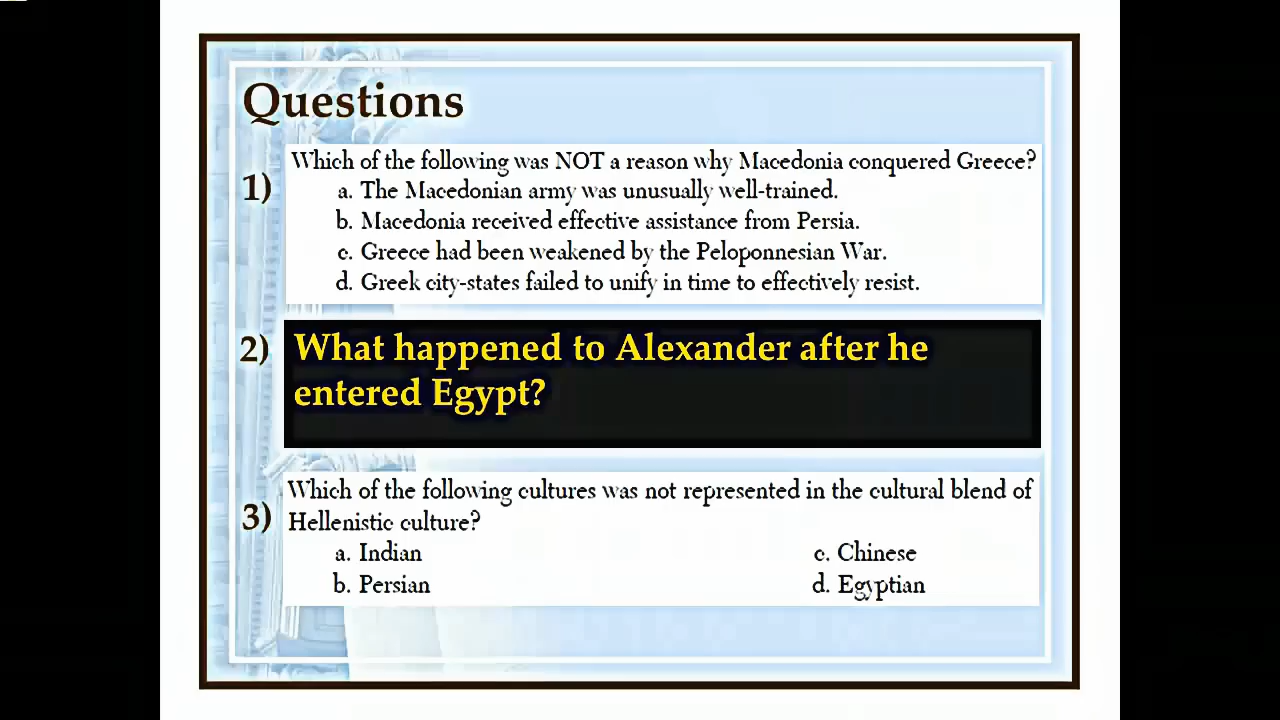 Questions
1)
Which of the following was NOT a reason why Macedonia conquered Greece?
a. The Macedonian army was unusually well-trained.
b. Macedonia received effective assistance from Persia.
c. Greece had been weakened by the Peloponnesian War.
d. Greek city-states failed to unify in time to effectively resist.
2)
What happened to Alexander after he
entered Egypt?
3)
Which of the following cultures was not represented in the cultural blend of
Hellenistic culture?
a. Indian
b. Persian
c. Chinese
d. Egyptian